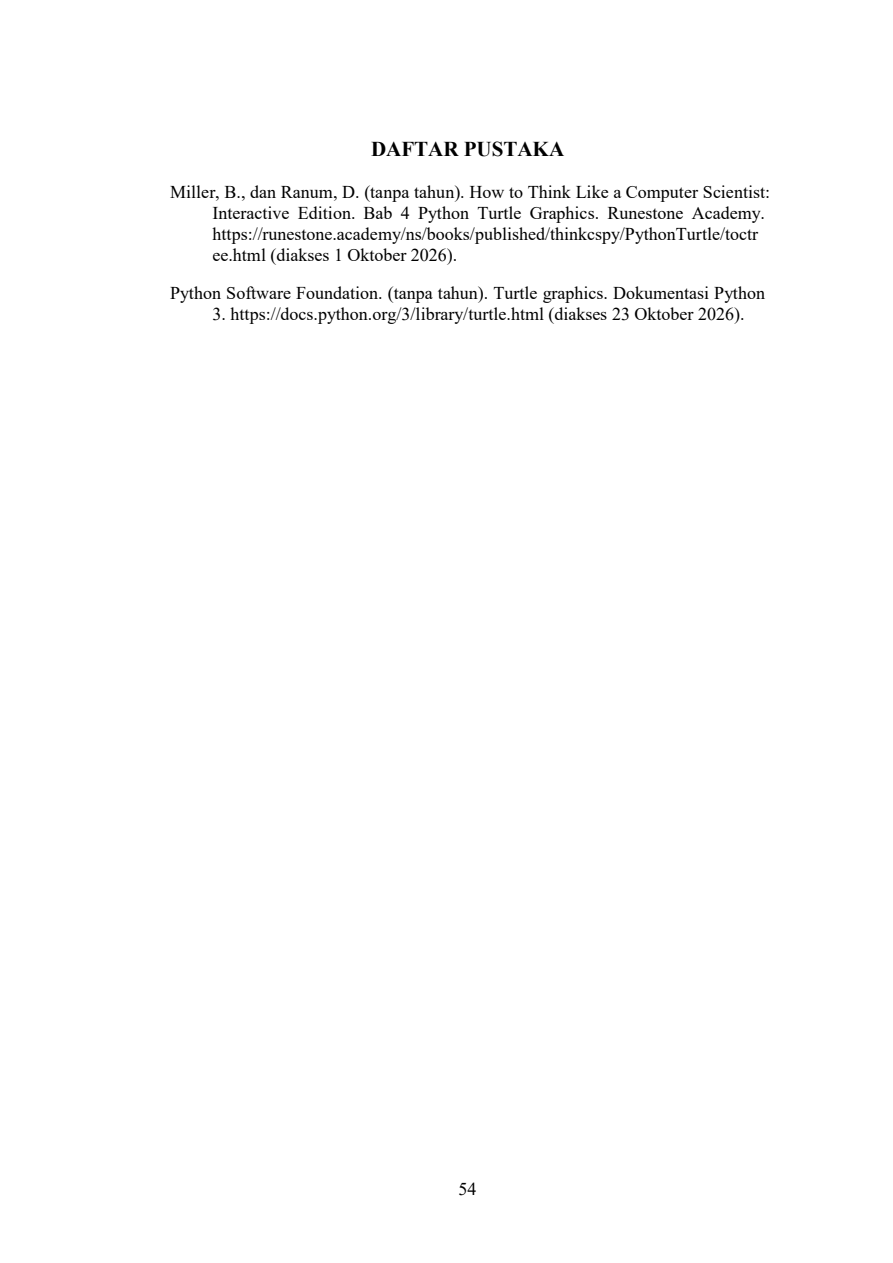 DAFTAR PUSTAKA
Miller, B., dan Ranum, D. (tanpa tahun). How to Think Like a Computer Scientist:
Interactive Edition. Bab 4 Python Turtle Graphics. Runestone Academy.
https://runestone.academy/ns/books/published/thinkcspy/PythonTurtle/toctr
ee.html (diakses 1 Oktober 2026).
Python Software Foundation. (tanpa tahun). Turtle graphics. Dokumentasi Python
3. https://docs.python.org/3/library/turtle.html (diakses 23 Oktober 2026).
54